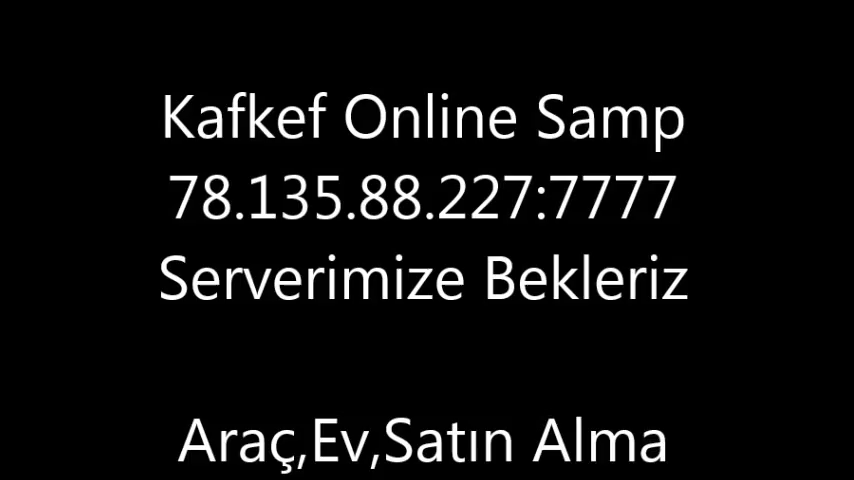 Kafkef Online Samp
78.135.88.227:7777
Serverimize Bekleriz
Araç,Ev,Satın Alma